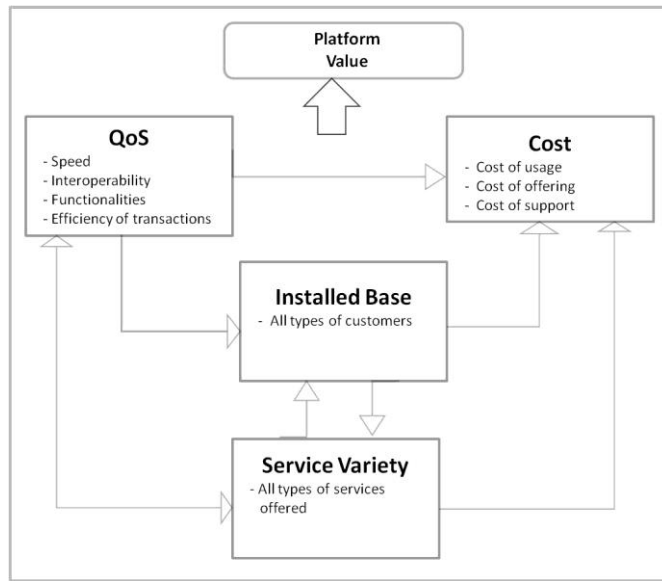 Platform
Value
QoS
- Speed
- Interoperability
- Functionalities
- Efficiency of transactions
Cost
- Cost of usage
- Cost of offering
- Cost of support
Installed Base
- All types of customers
Service Variety
- All types of services
offered